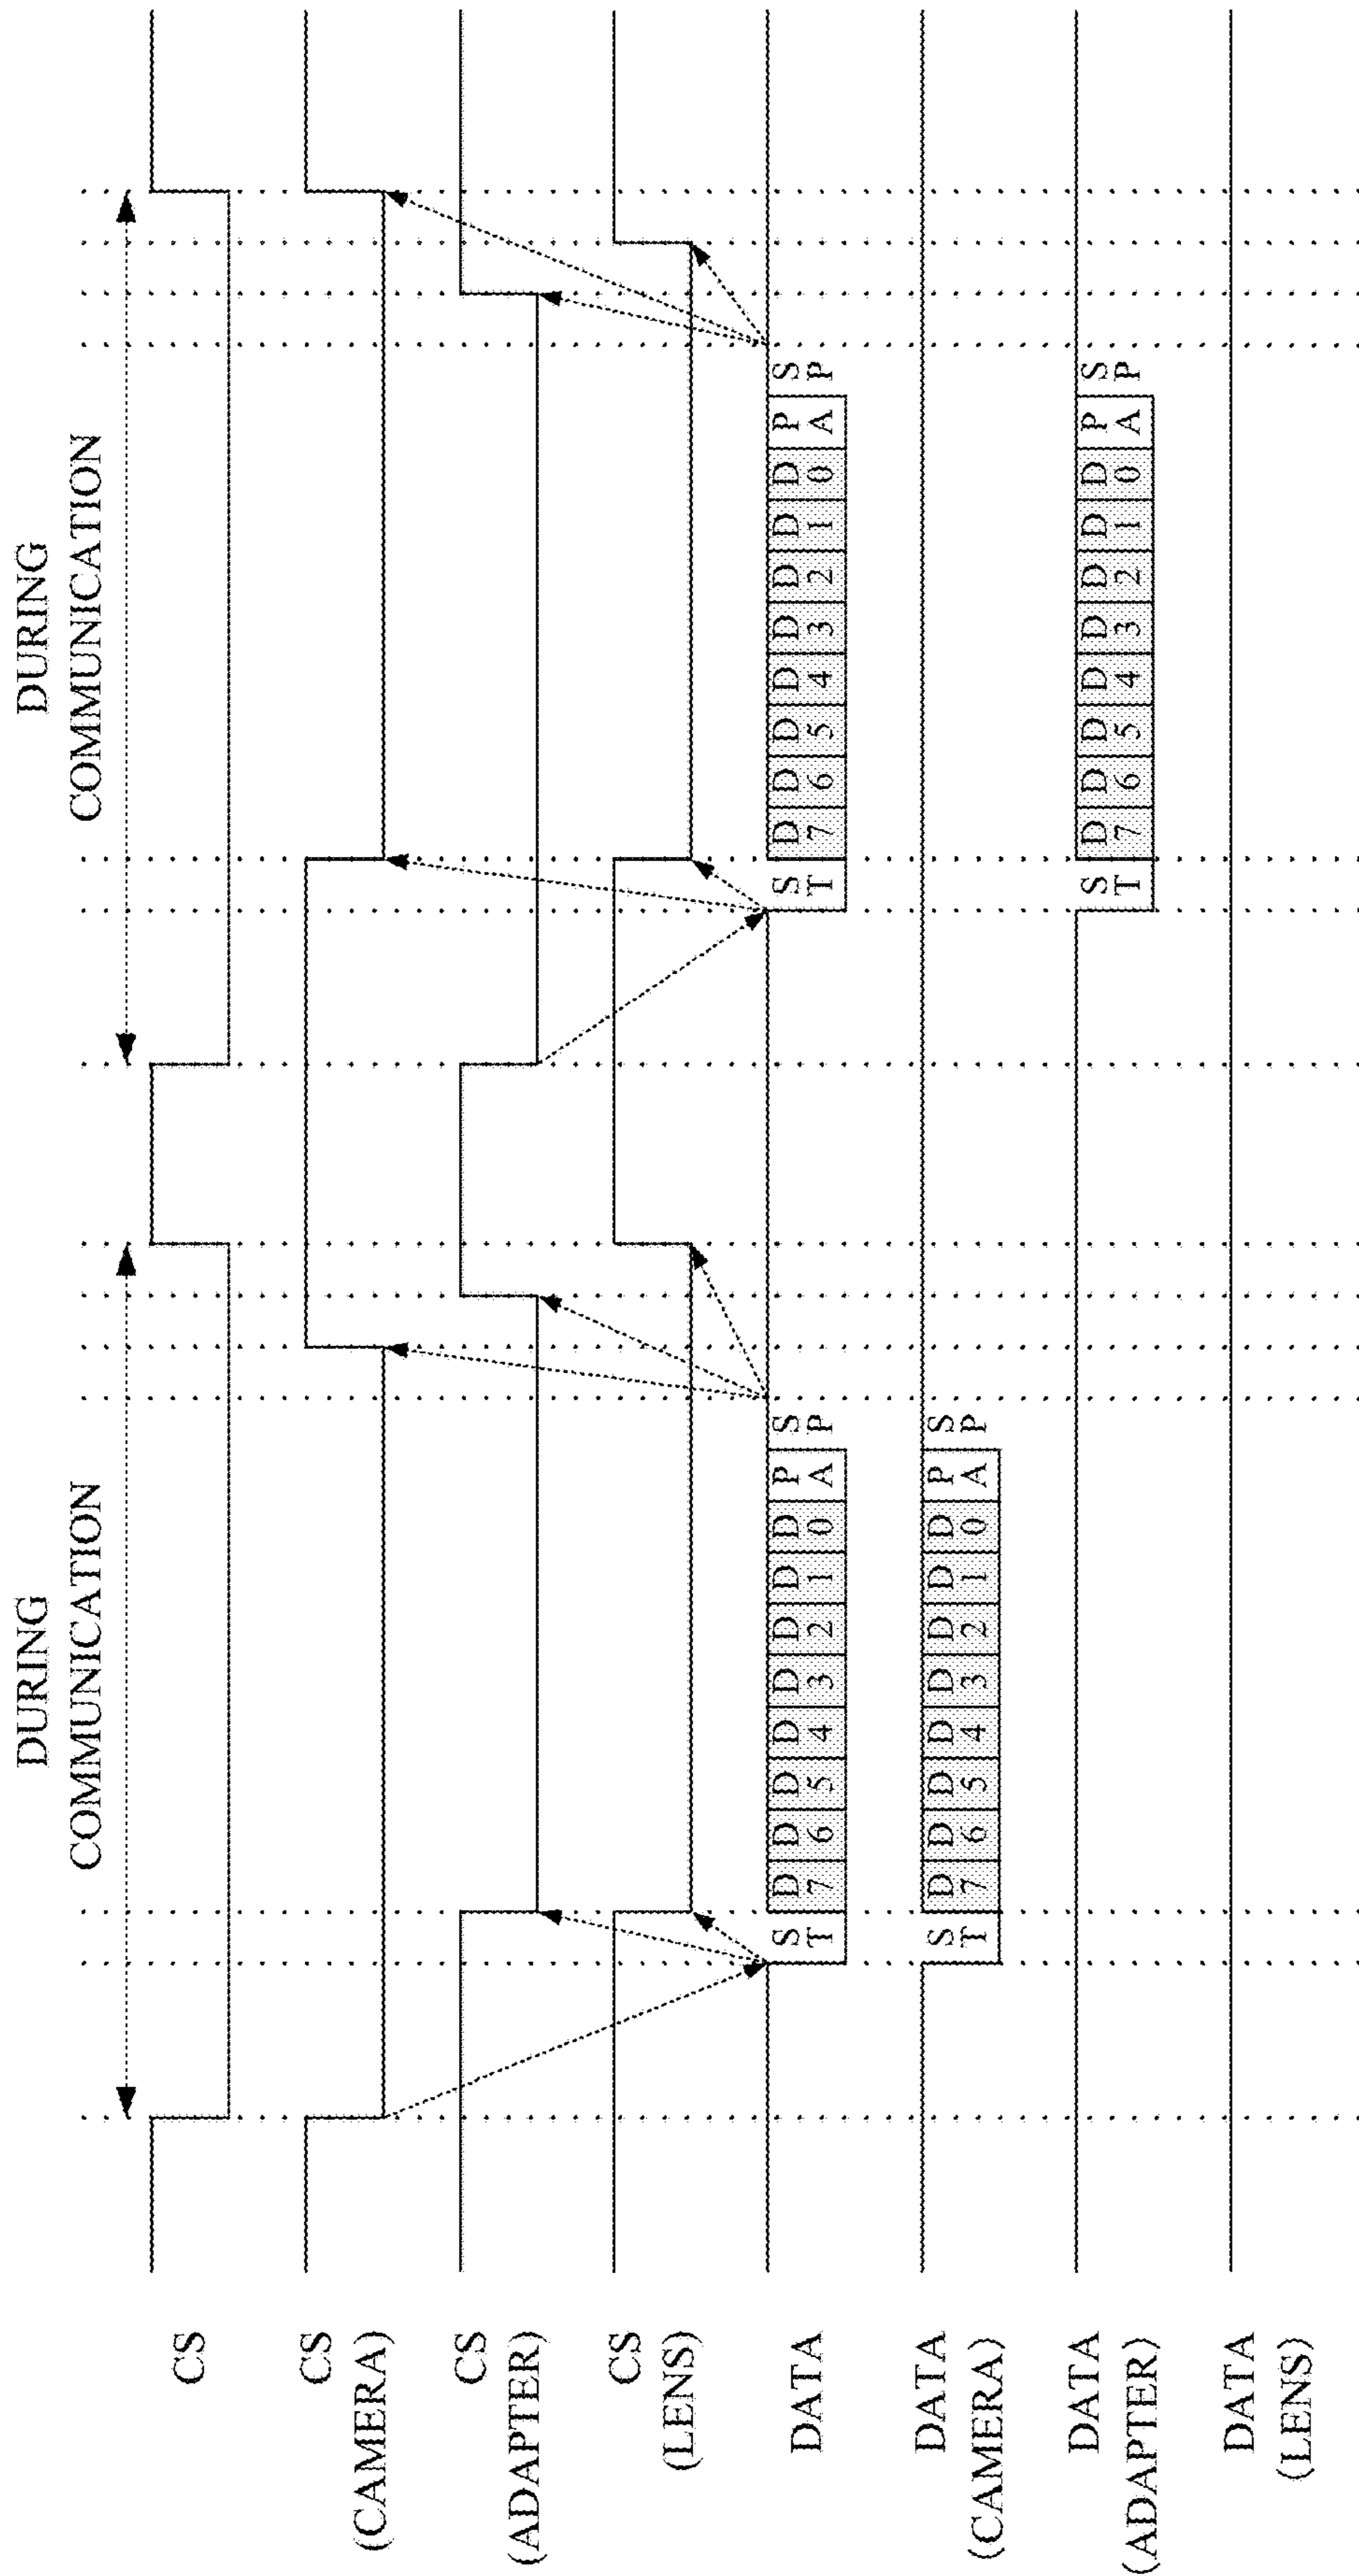 DURING
COMMUNICATION
DURING
COMMUNICATION
CS
CS
(CAMERA)
CS
(ADAPTER)
CS
(LENS)
DATA
S D D D D D D D D P S
T 7 6 5 4 3 2 1 0 A P
S D D D D D D D D P S
T 7 6 5 4 3 2 1 0 A P
DATA
(CAMERA)
S D D D D D D D D P S
T 7 6 5 4 3 2 1 0 A P
DATA
(ADAPTER)
S D D D D D D D D P S
T 7 6 5 4 3 2 1 0 A P
DATA
(LENS)